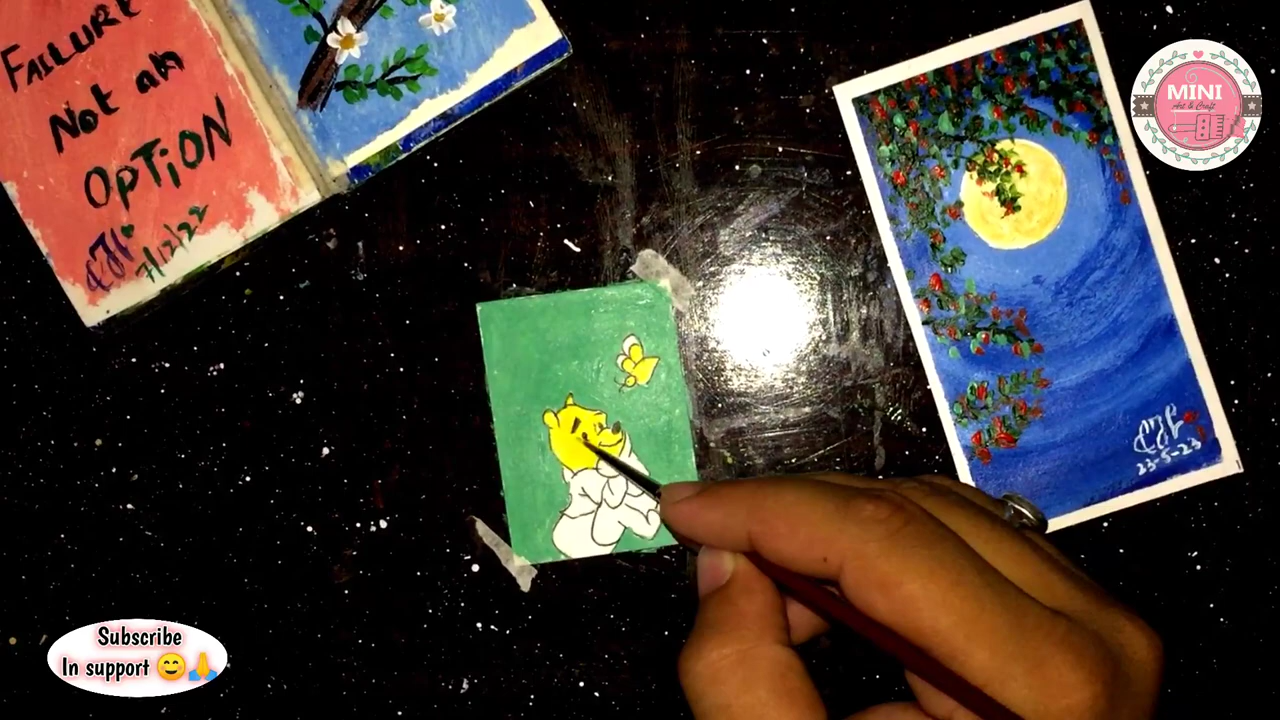 FAILURE
Not an
OPTiON
7/12/22
MINI
Art & Craft
23-5-23
Subscribe
In support 😊🙏